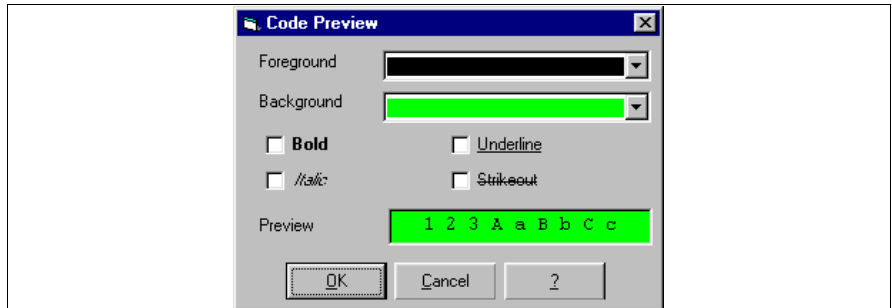 Code Preview
Foreground
Background
Bold Underline
Italic Strikeout
Preview 1 2 3 A a B b C c
OK Cancel ?